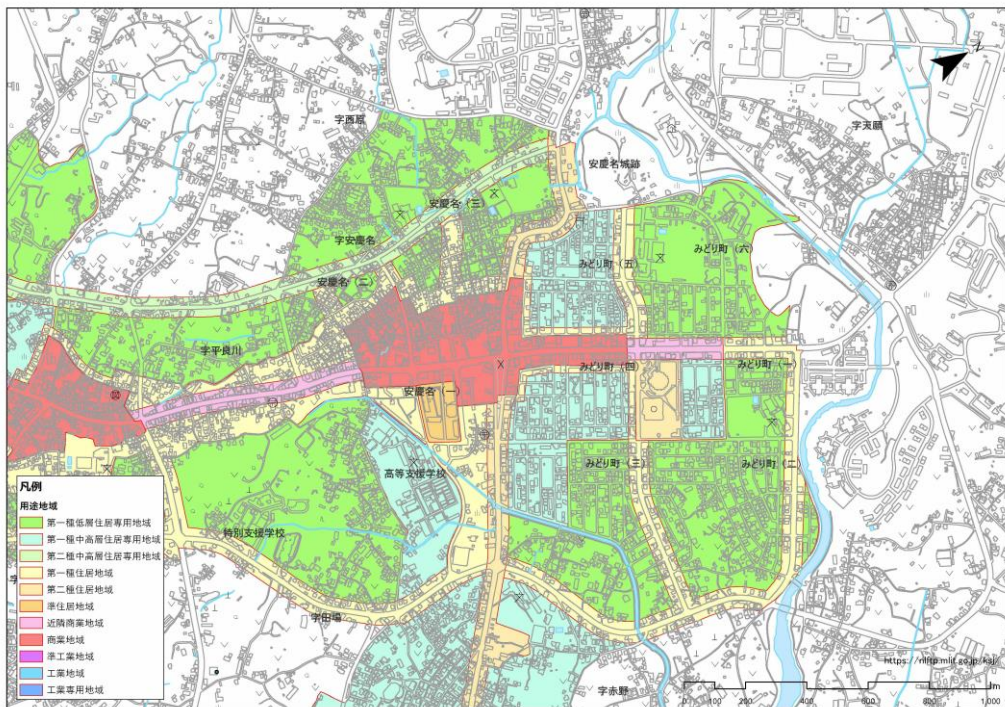 字西原
字天願
安慶名城跡
安慶名(三)
みどり町(六)
字安慶名
みどり町(五)
安慶名(二)
字平良川
みどり町(四)
みどり町(一)
安慶名(一)
高等支援学校
みどり町(三)
みどり町(二)
特別支援学校
字田場
字赤野
凡例
用途地域
第一種低層住居専用地域
第一種中高層住居専用地域
第二種中高層住居専用地域
第一種住居地域
第二種住居地域
準住居地域
近隣商業地域
商業地域
準工業地域
工業地域
工業専用地域
https://nlftp.mlit.go.jp/ksj/
0 200 400 600 800 1,000
m
Z